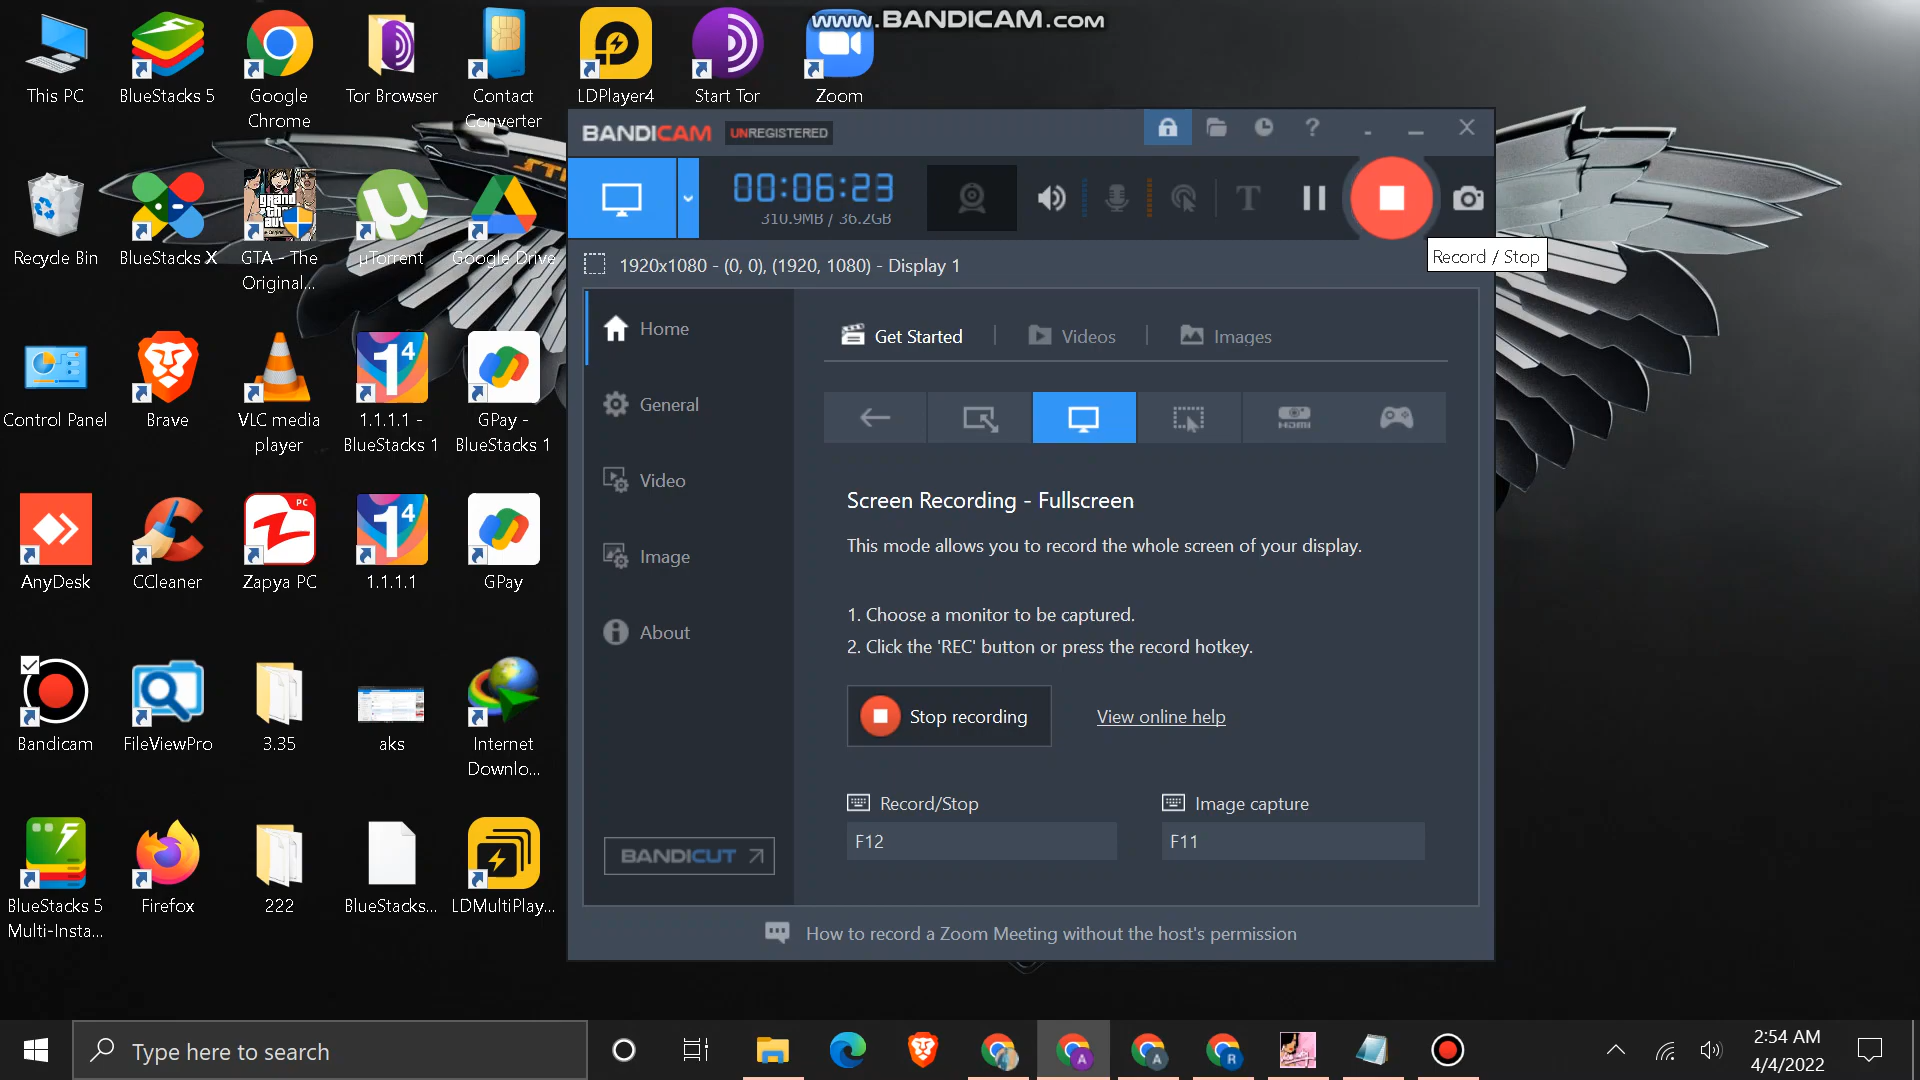 www.BANDICAM.com
This PC
BlueStacks 5
Google
Chrome
Tor Browser
Contact
Converter
LDPlayer4
Start Tor
Zoom
BANDICAM UNREGISTERED
00:06:23
310.9MB / 36.2GB
T
Record / Stop
1920x1080 - (0, 0), (1920, 1080) - Display 1
Recycle Bin
BlueStacks X
GTA - The
Original...
µTorrent
Google Drive
Home
General
Video
Image
About
BANDICUT
Get Started
Videos
Images
HDMI
Screen Recording - Fullscreen
This mode allows you to record the whole screen of your display.
1. Choose a monitor to be captured.
2. Click the 'REC' button or press the record hotkey.
Stop recording
View online help
Record/Stop
Image capture
F12
F11
How to record a Zoom Meeting without the host's permission
Control Panel
Brave
VLC media
player
1.1.1.1 -
BlueStacks 1
GPay -
BlueStacks 1
AnyDesk
CCleaner
Zapya PC
1.1.1.1
GPay
Bandicam
FileViewPro
3.35
aks
Internet
Downlo...
BlueStacks 5
Multi-Insta...
Firefox
222
BlueStacks...
LDMultiPlay...
Type here to search
2:54 AM
4/4/2022